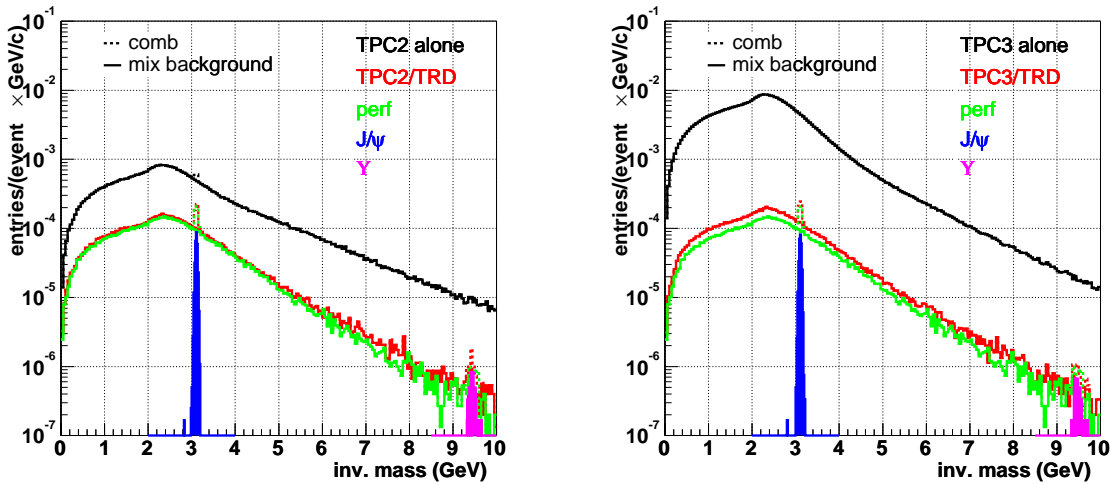 entries/(event × GeV/c)
10⁻¹
10⁻²
10⁻³
10⁻⁴
10⁻⁵
10⁻⁶
10⁻⁷
comb
mix background
TPC2 alone
TPC2/TRD
perf
J/ψ
Υ
0 1 2 3 4 5 6 7 8 9 10
inv. mass (GeV)
entries/(event × GeV/c)
10⁻¹
10⁻²
10⁻³
10⁻⁴
10⁻⁵
10⁻⁶
10⁻⁷
comb
mix background
TPC3 alone
TPC3/TRD
perf
J/ψ
Υ
0 1 2 3 4 5 6 7 8 9 10
inv. mass (GeV)